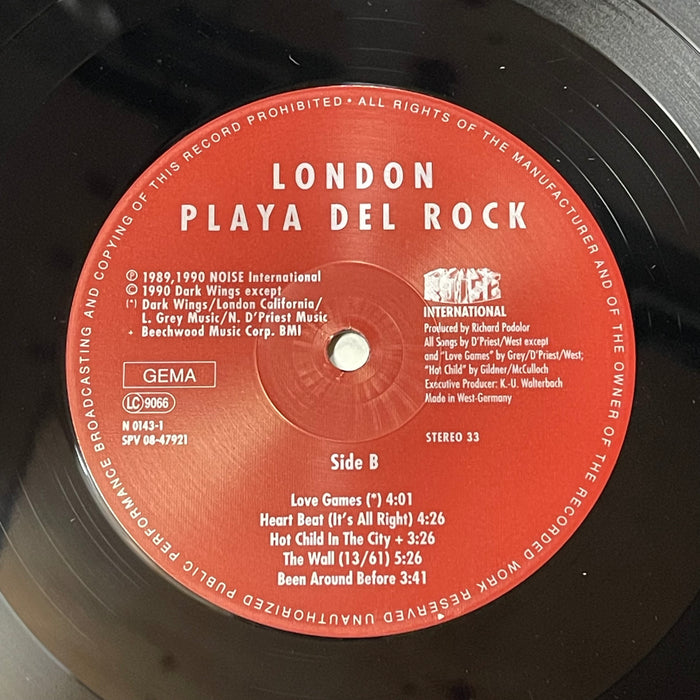 UNAUTHORIZED PUBLIC PERFORMANCE BROADCASTING AND COPYING OF THIS RECORD PROHIBITED • ALL RIGHTS OF THE MANUFACTURER AND OF THE OWNER OF THE RECORDED WORK RESERVED
LONDON
PLAYA DEL ROCK
Ⓟ 1989,1990 NOISE International
© 1990 Dark Wings except
(*) Dark Wings/London California/
L. Grey Music/N. D'Priest Music
+ Beechwood Music Corp. BMI
GEMA
LC 9066
N 0143-1
SPV 08-47921
NOISE
INTERNATIONAL
Produced by Richard Podolor
All Songs by D'Priest/West except
and "Love Games" by Grey/D'Priest/West;
"Hot Child" by Gildner/McCulloch
Executive Producer: K.-U. Walterbach
Made in West-Germany
STEREO 33
Side B
Love Games (*) 4:01
Heart Beat (It's All Right) 4:26
Hot Child In The City + 3:26
The Wall (13/61) 5:26
Been Around Before 3:41